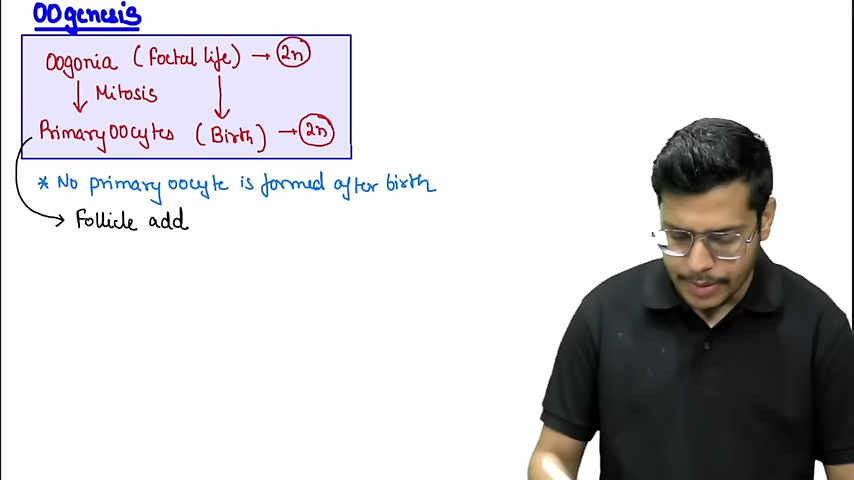 OOgenesis
Oogonia (Foetal life) → 2n
Mitosis
Primary OOcytes (Birth) → 2n
* No primary oocyte is formed after birth
→ Follicle add